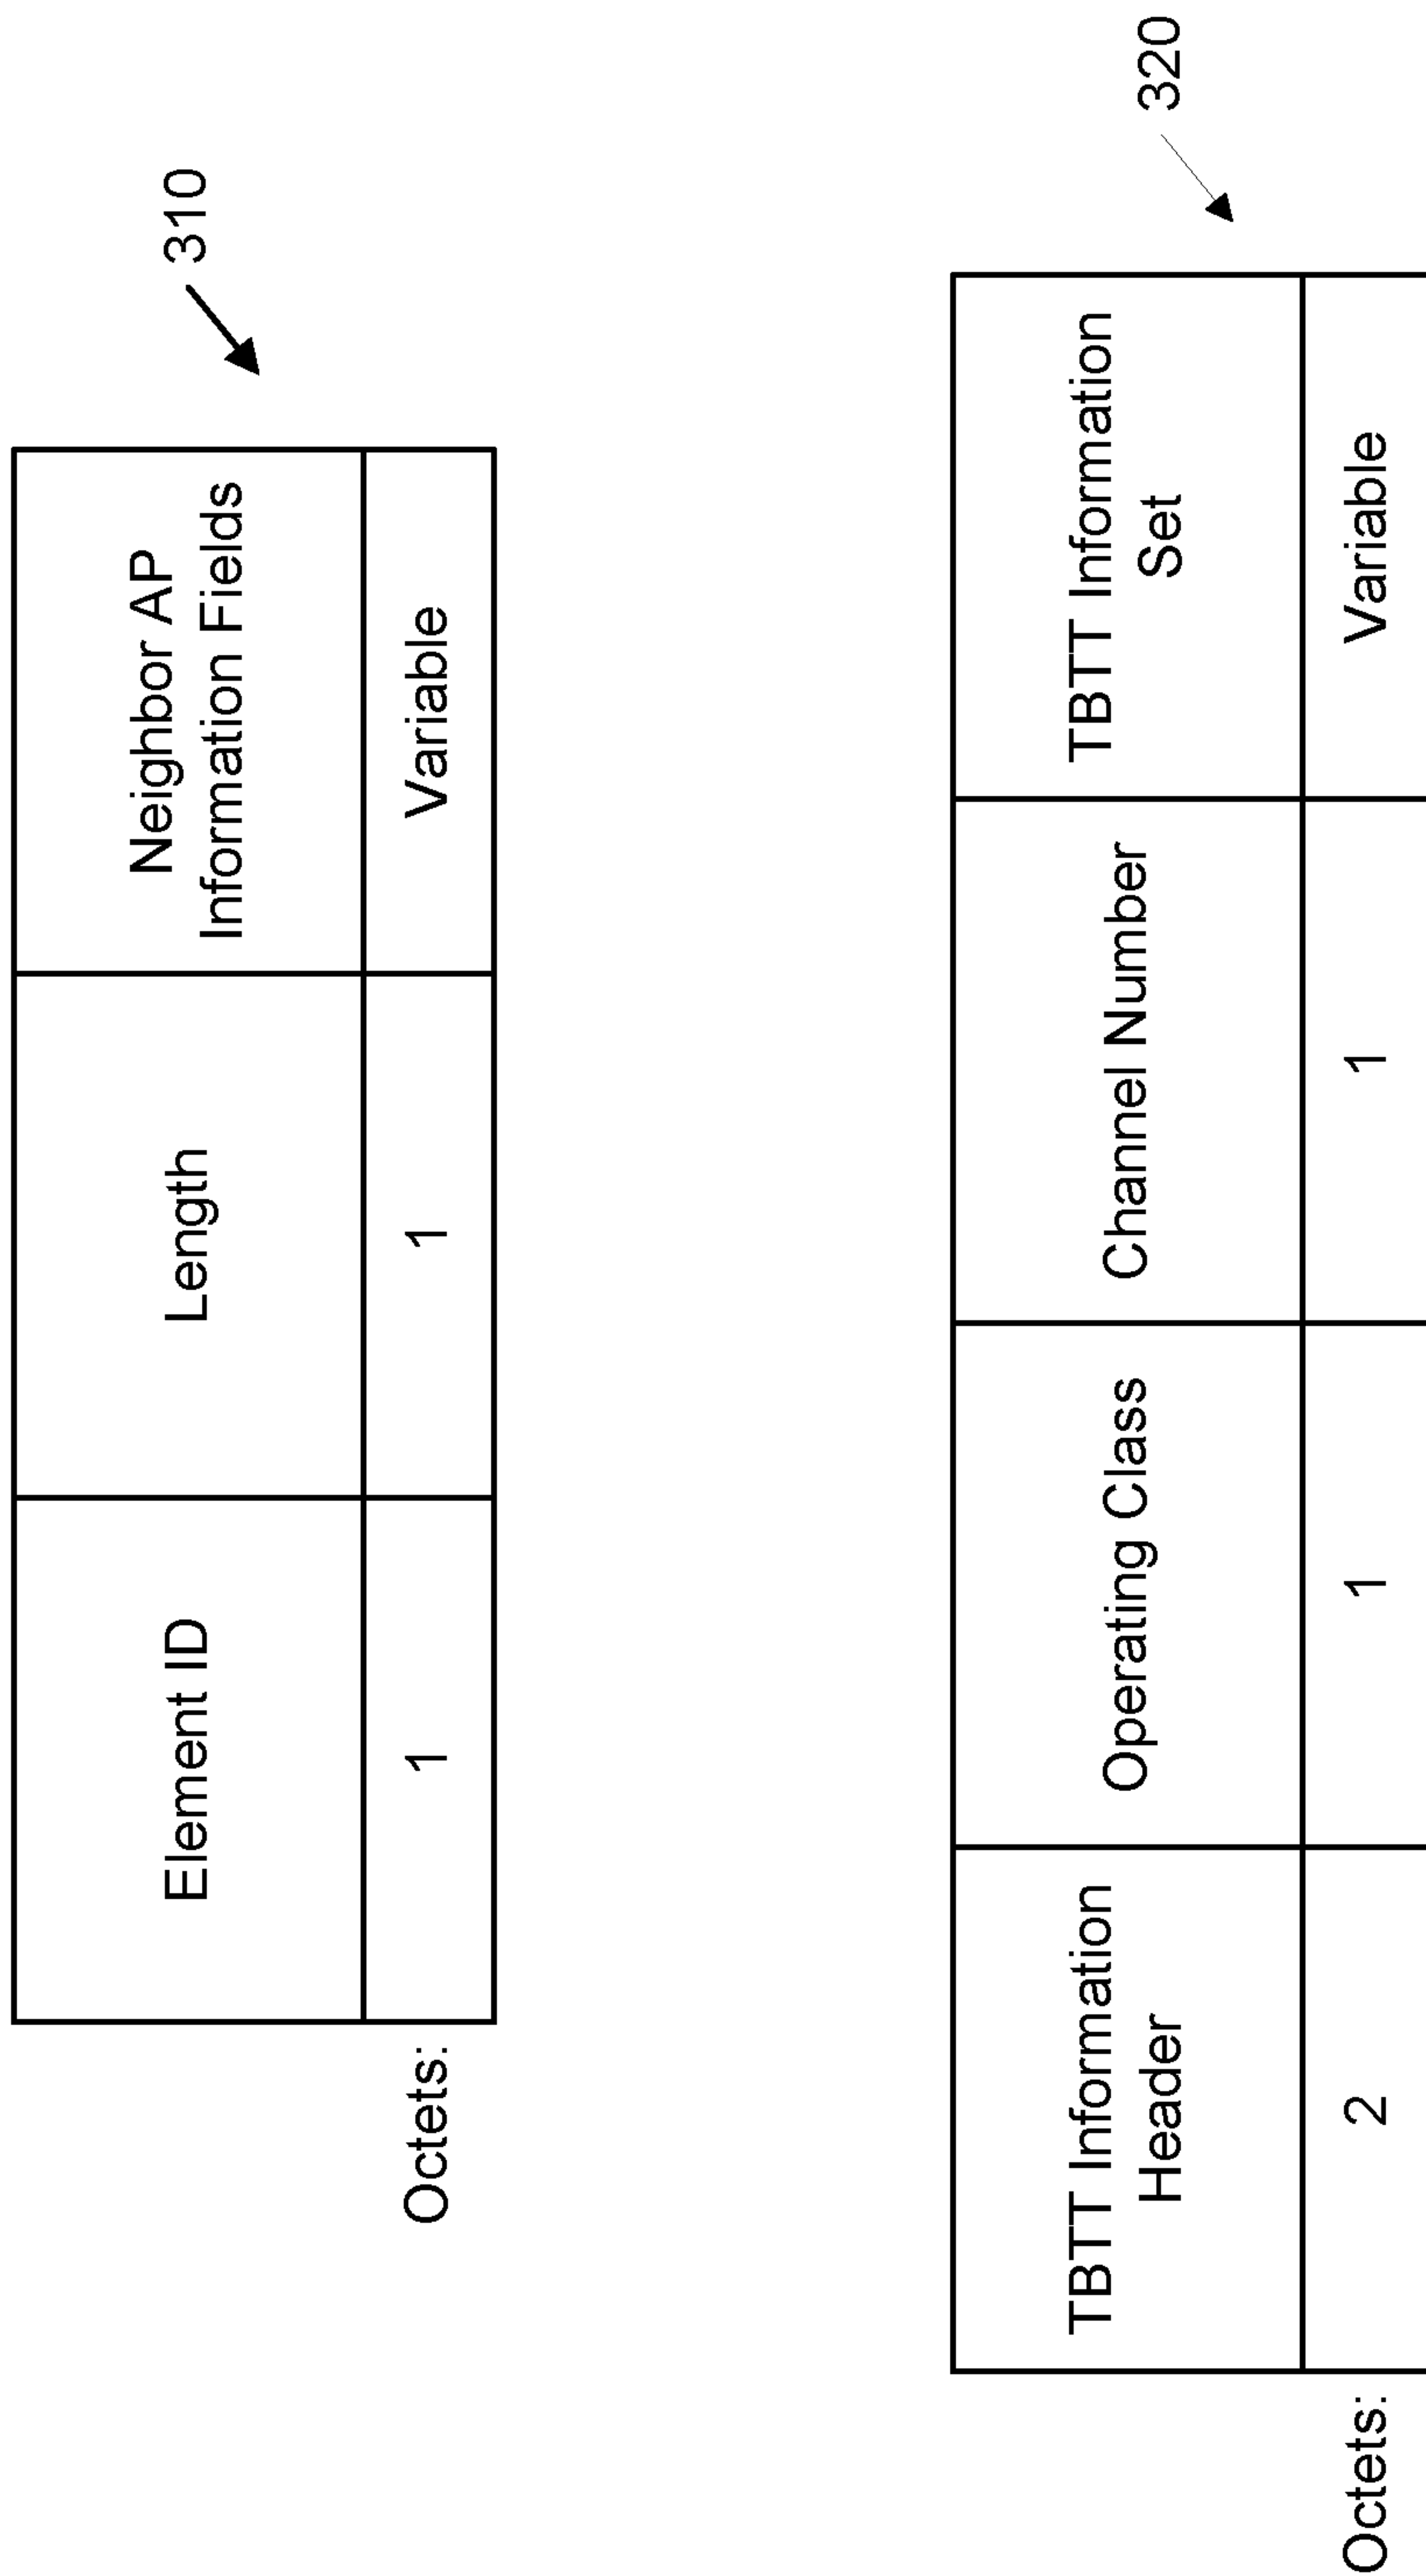 310
Element ID
Length
Neighbor AP
Information Fields
Octets:
1
1
Variable
320
TBTT Information
Header
Operating Class
Channel Number
TBTT Information
Set
Octets:
2
1
1
Variable